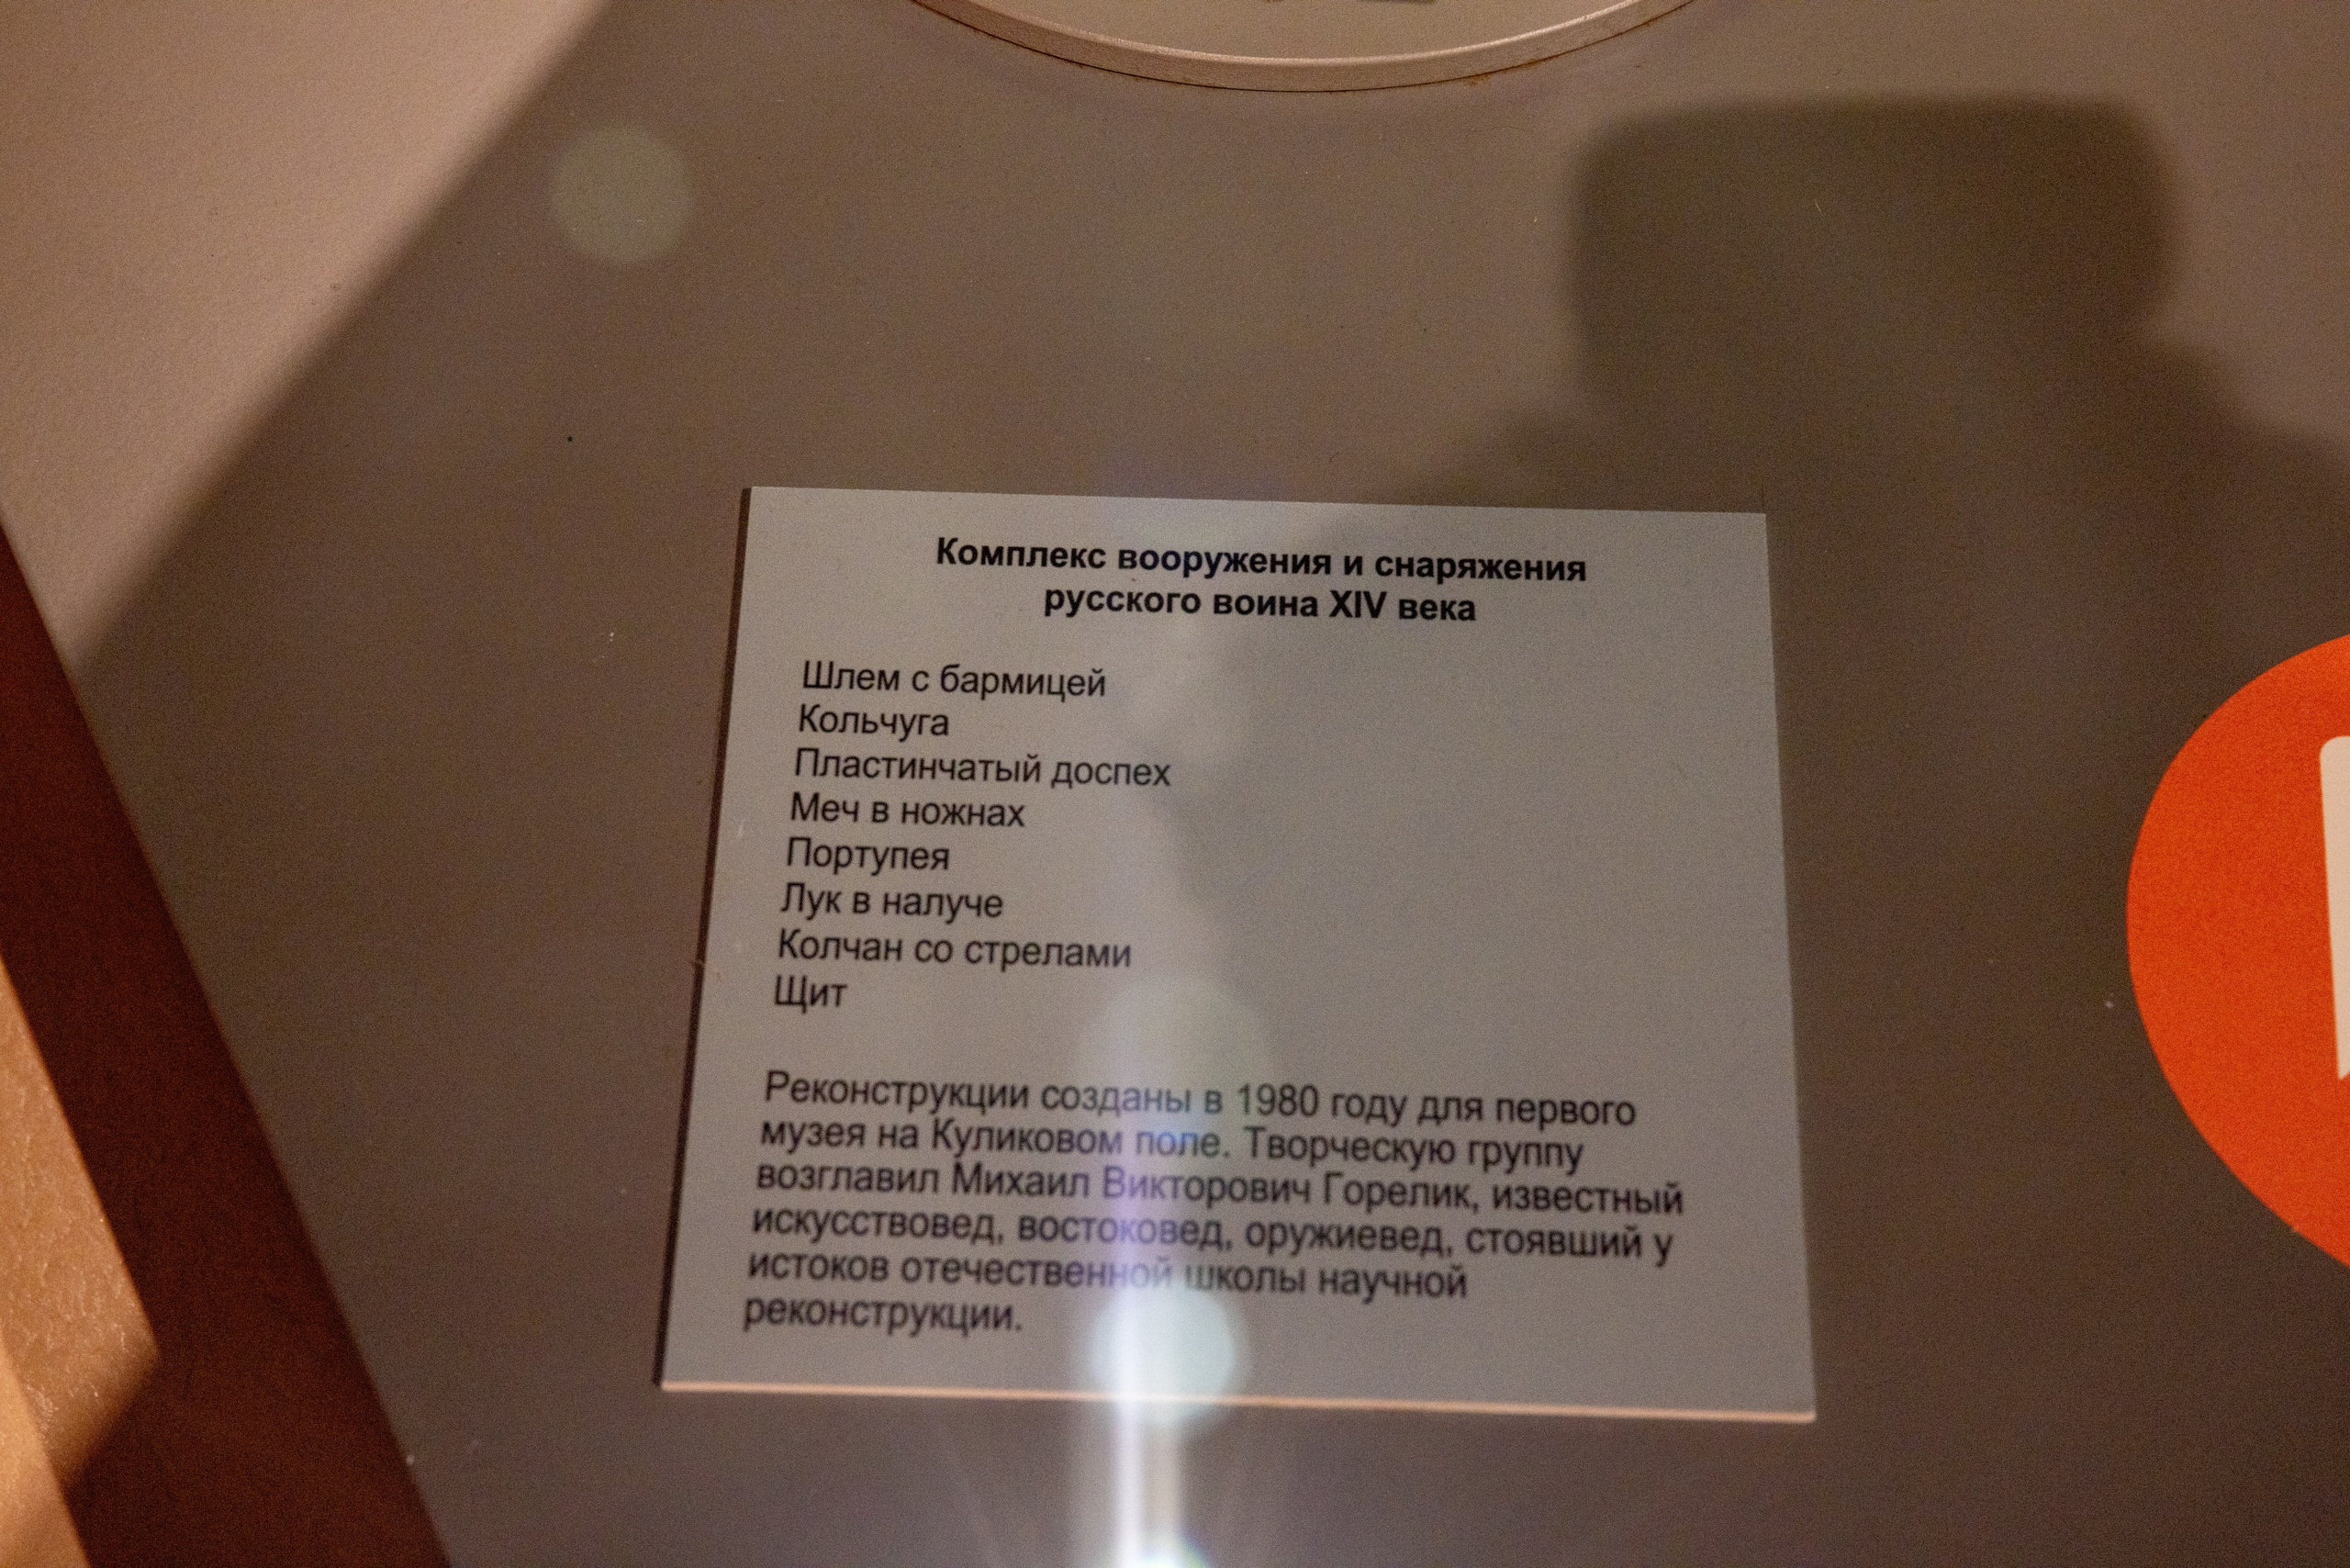 Комплекс вооружения и снаряжения
русского воина XIV века
Шлем с бармицей
Кольчуга
Пластинчатый доспех
Меч в ножнах
Портупея
Лук в налуче
Колчан со стрелами
Щит
Реконструкции созданы в 1980 году для первого
музея на Куликовом поле. Творческую группу
возглавил Михаил Викторович Горелик, известный
искусствовед, востоковед, оружиевед, стоявший у
истоков отечественной школы научной
реконструкции.